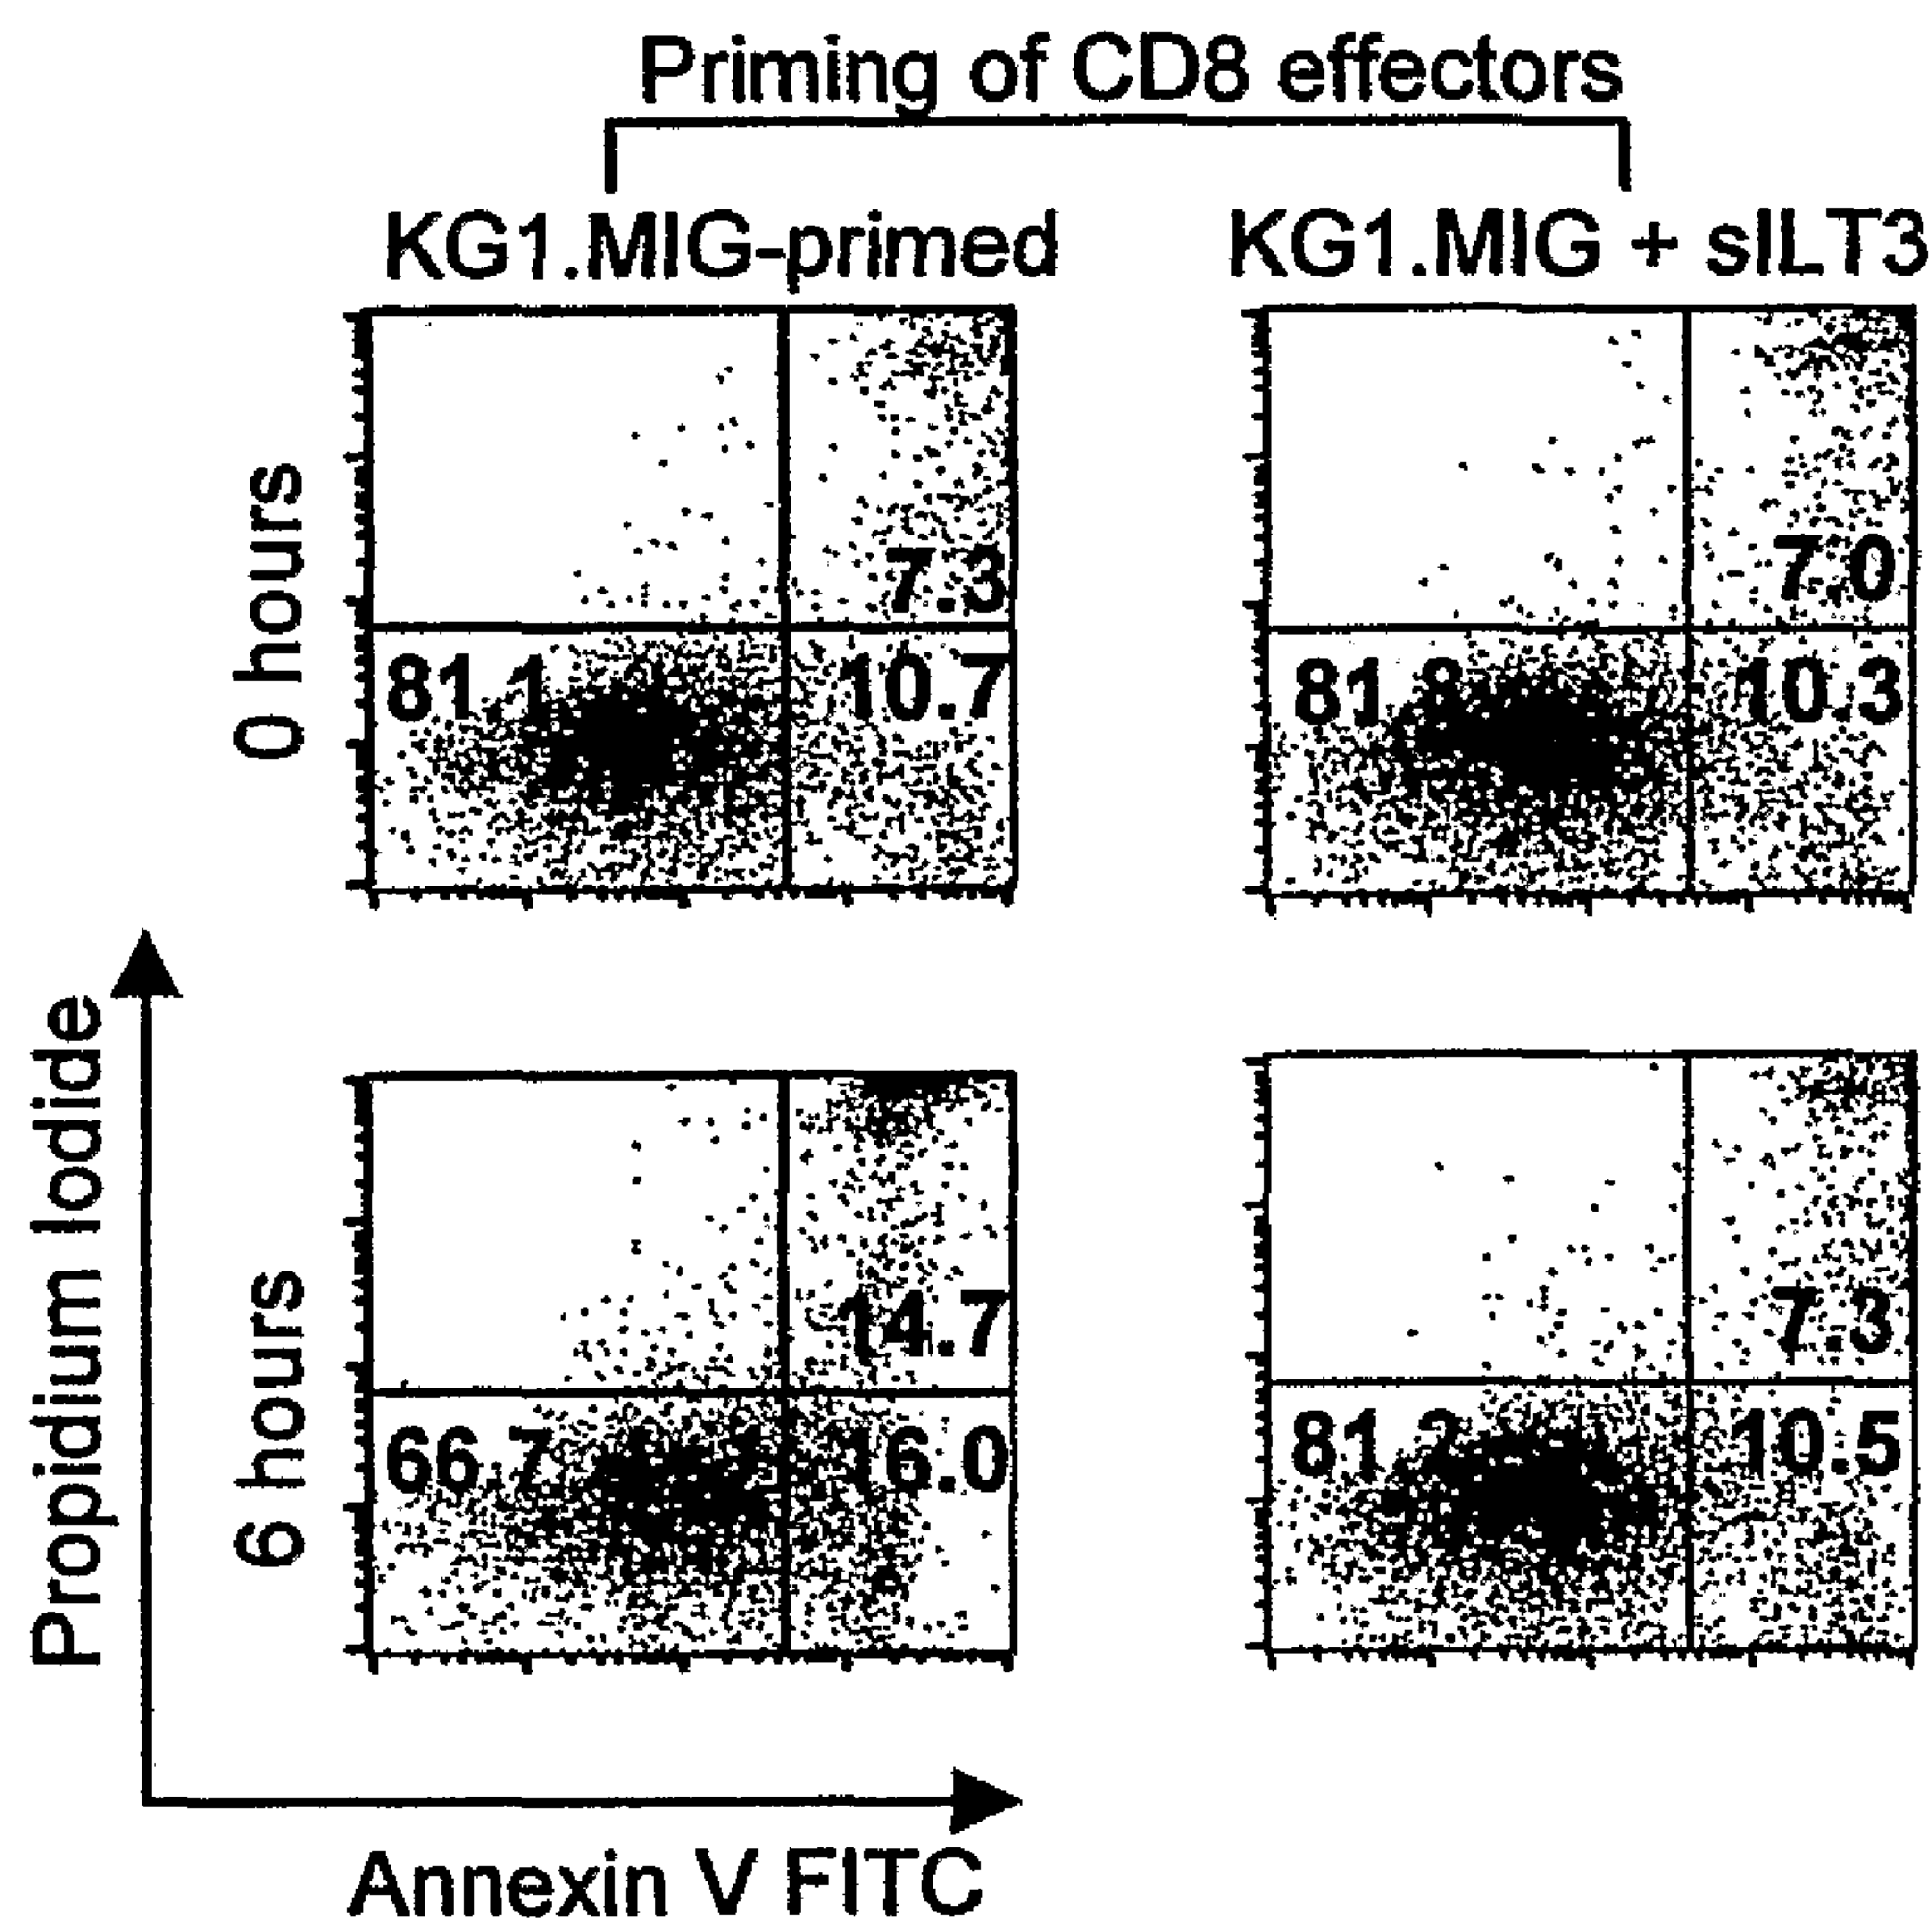 Priming of CD8 effectors
KG1.MIG-primed
KG1.MIG + sILT3
0 hours
7.3
81.1
10.7
7.0
81.8
10.3
Propidium Iodide
6 hours
14.7
66.7
16.0
7.3
81.2
10.5
Annexin V FITC